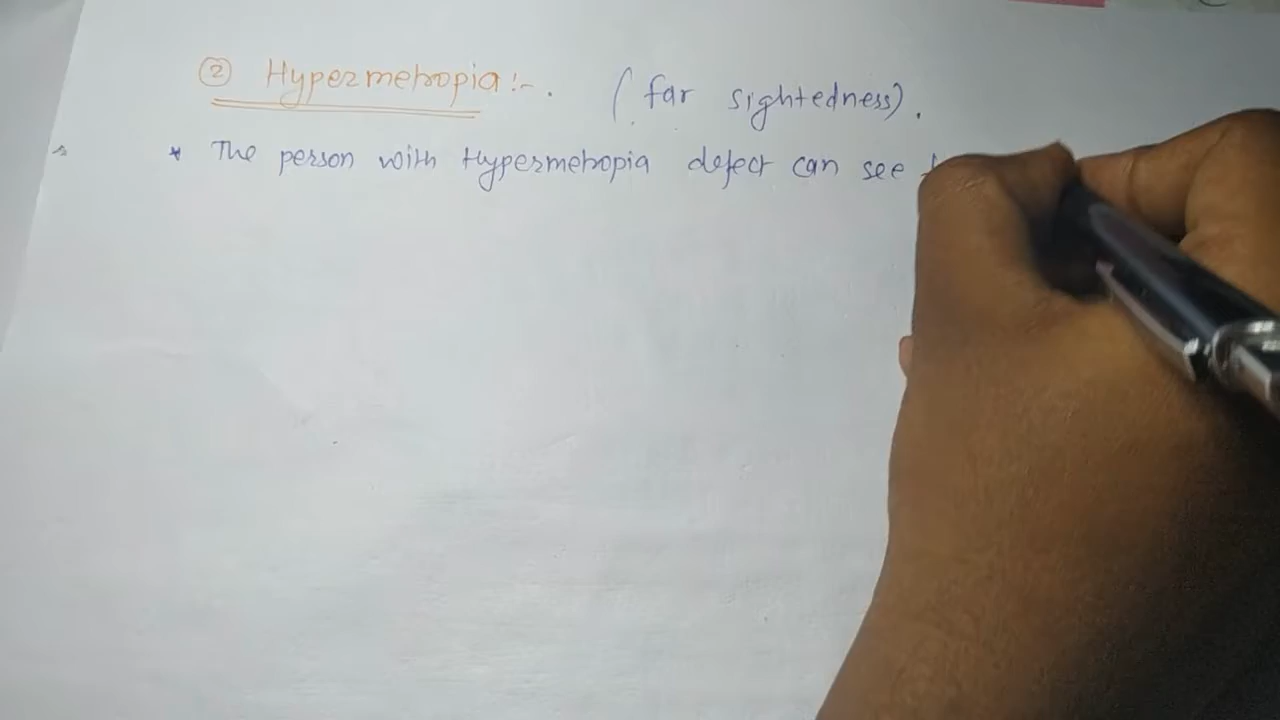 ② Hypermetropia :- . (far sightedness).
* The person with Hypermetropia defect can see